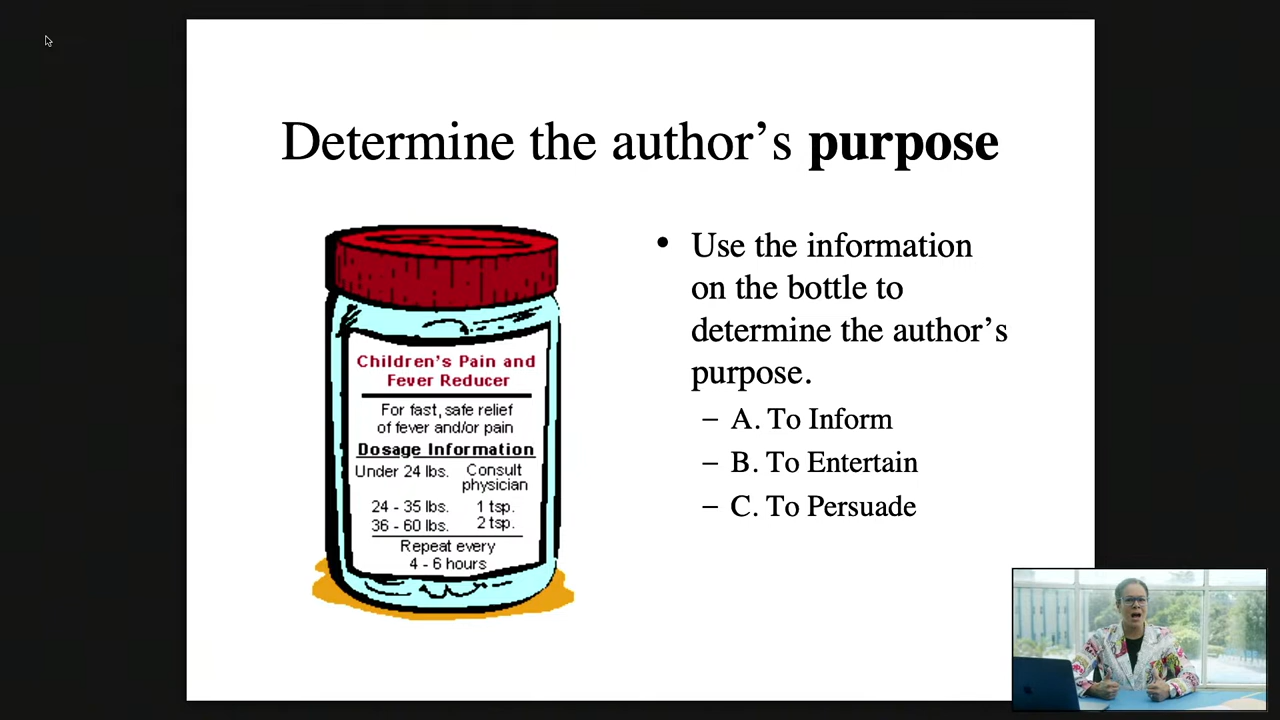 Determine the author’s purpose
Children's Pain and
Fever Reducer
For fast, safe relief
of fever and/or pain
Dosage Information
Under 24 lbs. Consult
physician
24 - 35 lbs. 1 tsp.
36 - 60 lbs. 2 tsp.
Repeat every
4 - 6 hours
• Use the information
on the bottle to
determine the author’s
purpose.
– A. To Inform
– B. To Entertain
– C. To Persuade